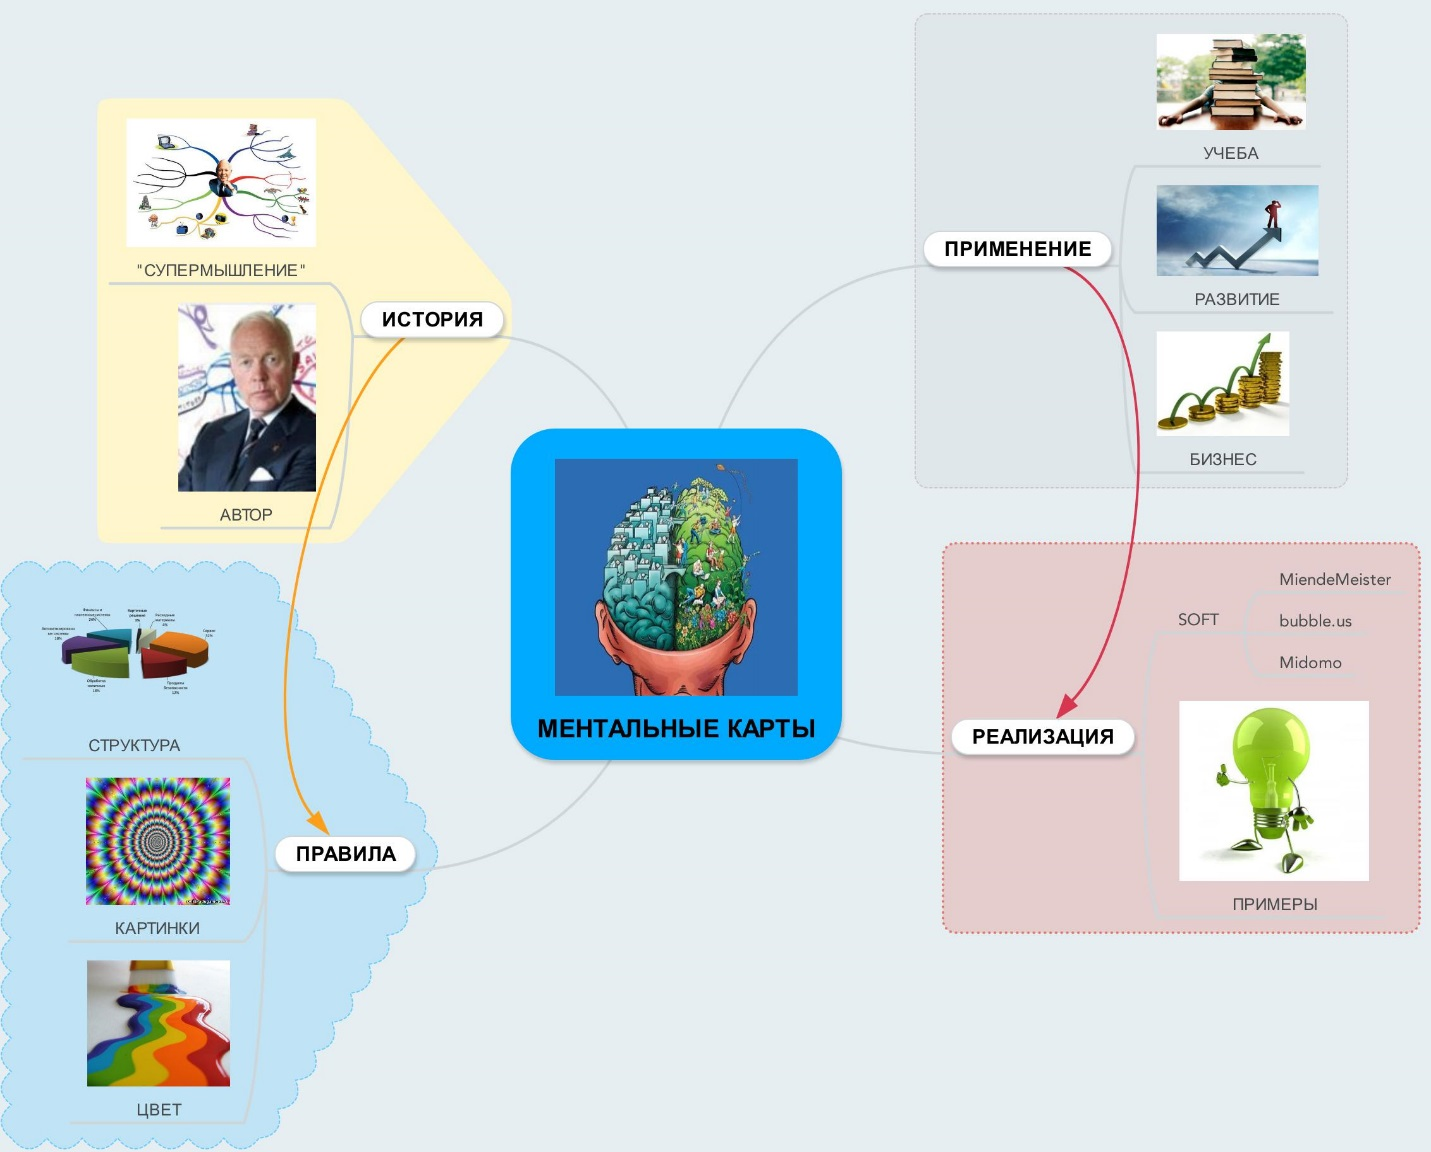 "СУПЕРМЫШЛЕНИЕ"
АВТОР
ИСТОРИЯ
УЧЕБА
РАЗВИТИЕ
БИЗНЕС
ПРИМЕНЕНИЕ
МЕНТАЛЬНЫЕ КАРТЫ
СТРУКТУРА
КАРТИНКИ
ЦВЕТ
ПРАВИЛА
РЕАЛИЗАЦИЯ
SOFT
MiendeMeister
bubble.us
Midomo
ПРИМЕРЫ